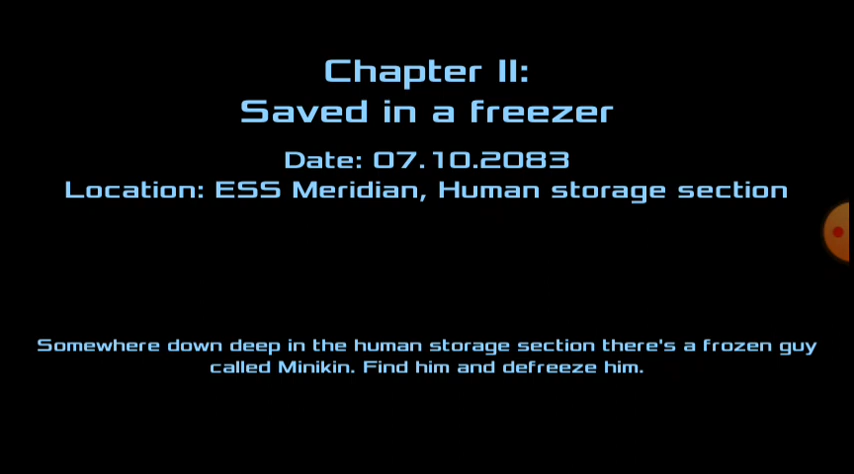 Chapter II:
Saved in a freezer
Date: 07.10.2083
Location: ESS Meridian, Human storage section
Somewhere down deep in the human storage section there's a frozen guy
called Minikin. Find him and defreeze him.